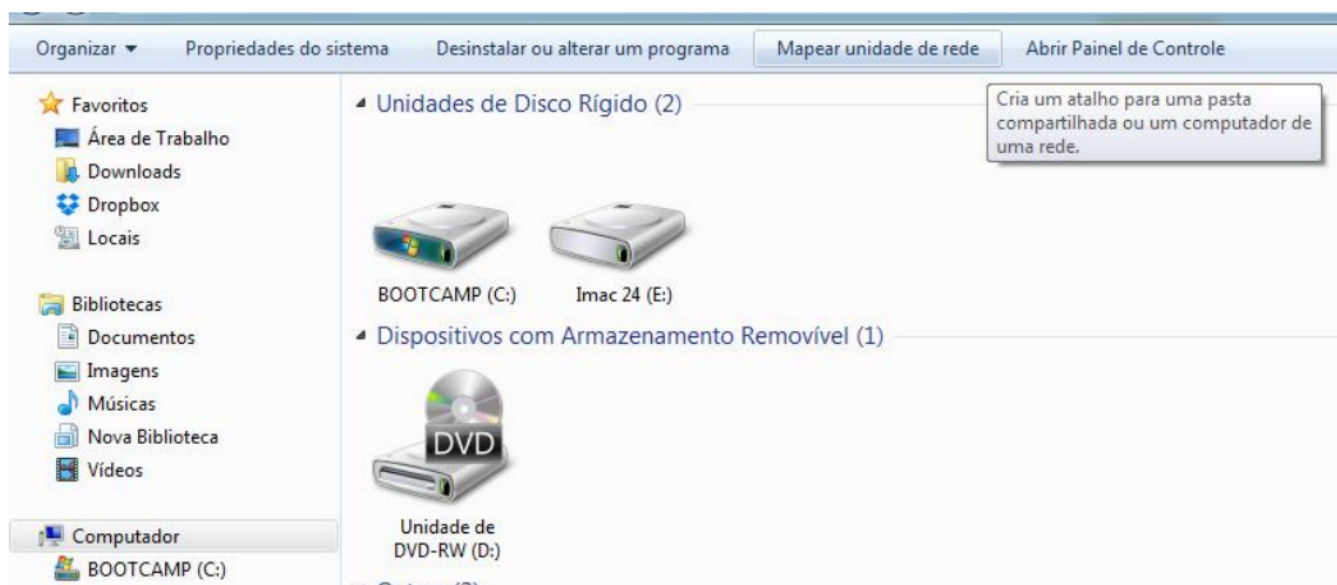 Organizar Propriedades do sistema Desinstalar ou alterar um programa Mapear unidade de rede Abrir Painel de Controle
Favoritos
Área de Trabalho
Downloads
Dropbox
Locais
Bibliotecas
Documentos
Imagens
Músicas
Nova Biblioteca
Vídeos
Computador
BOOTCAMP (C:)
Unidades de Disco Rígido (2)
Cria um atalho para uma pasta
compartilhada ou um computador de
uma rede.
BOOTCAMP (C:)
Imac 24 (E:)
Dispositivos com Armazenamento Removível (1)
DVD
Unidade de
DVD-RW (D:)